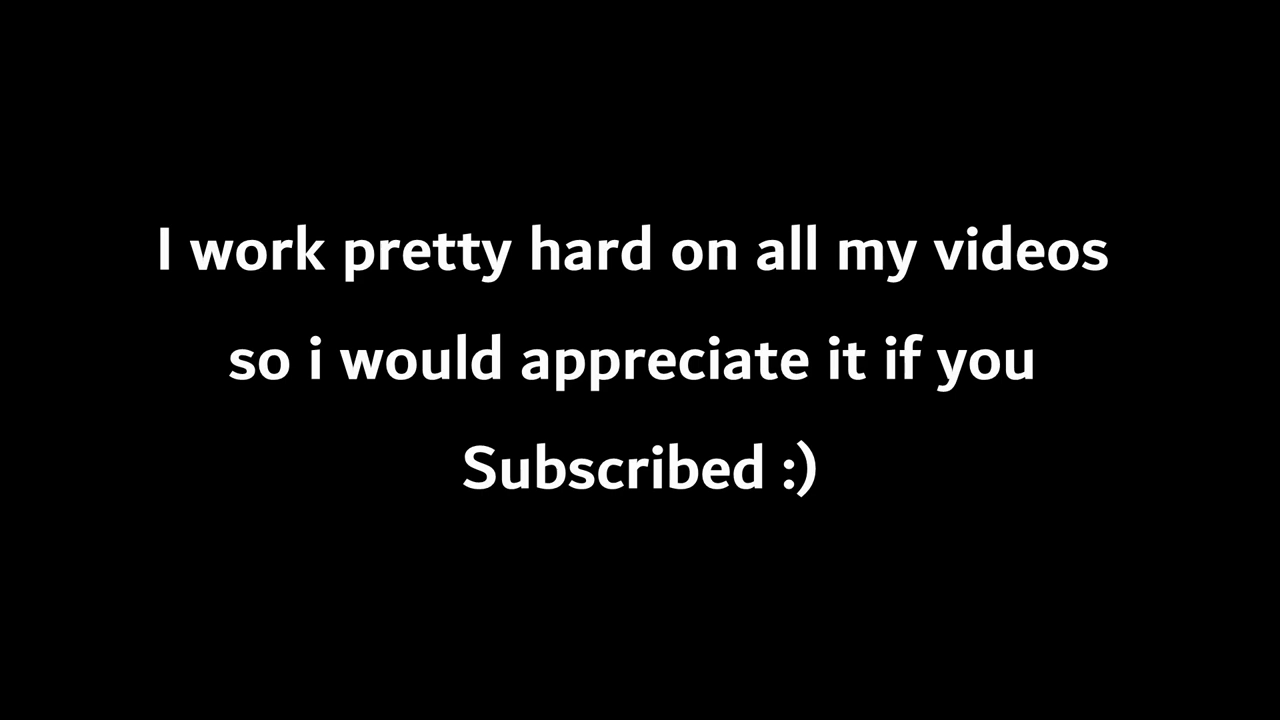 I work pretty hard on all my videos
so i would appreciate it if you
Subscribed :)